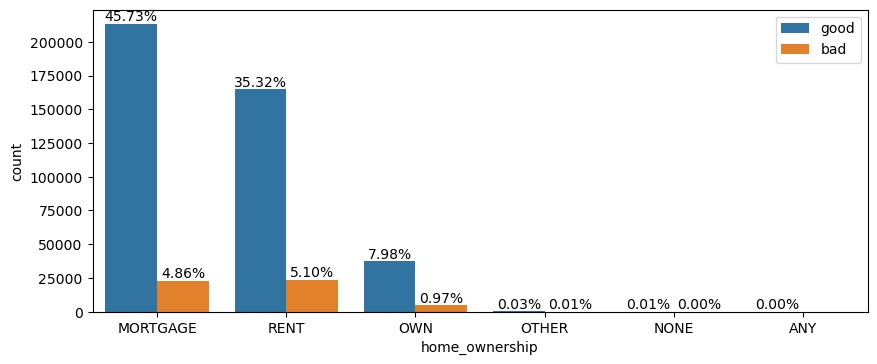 45.73%
good
bad
200000
175000
35.32%
150000
125000
count
100000
75000
50000
7.98%
25000
4.86%
5.10%
0.97%
0.03% 0.01% 0.01% 0.00% 0.00%
0
MORTGAGE RENT OWN OTHER NONE ANY
home_ownership